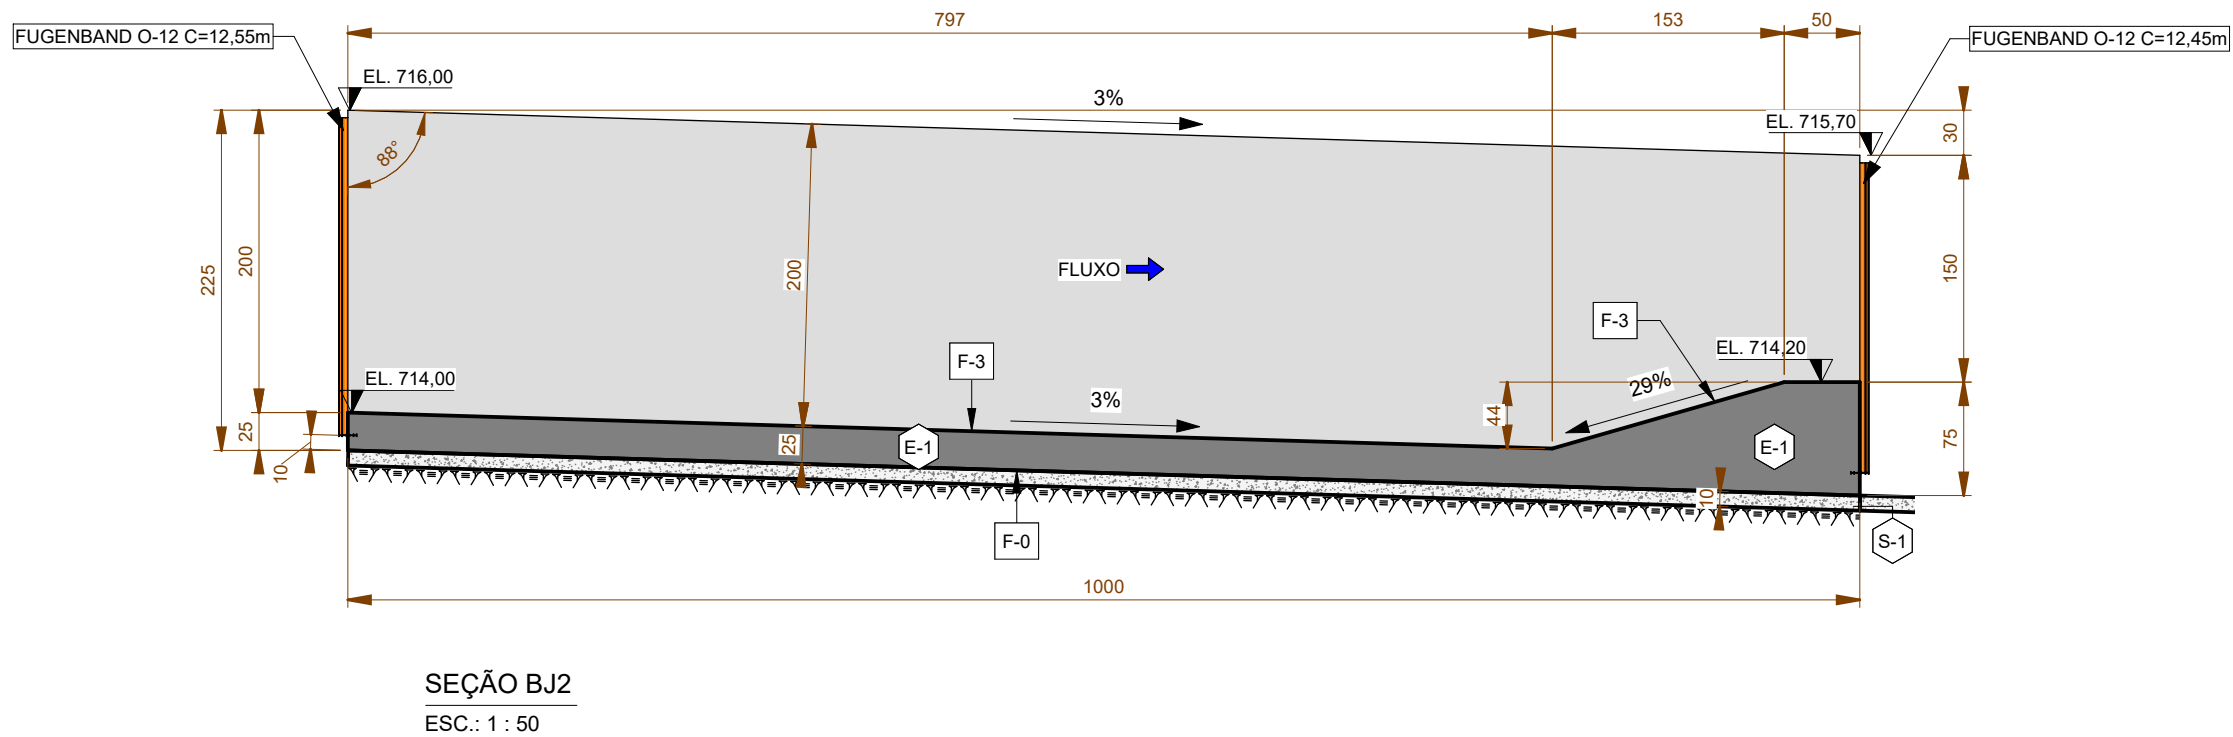 797
153
50
FUGENBAND O-12 C=12,55m
FUGENBAND O-12 C=12,45m
EL. 716,00
3%
EL. 715,70
30
88°
225
200
200
FLUXO
150
F-3
F-3
EL. 714,20
EL. 714,00
29%
3%
44
25
25
E-1
E-1
75
10
10
F-0
S-1
1000
SEÇÃO BJ2
ESC.: 1 : 50